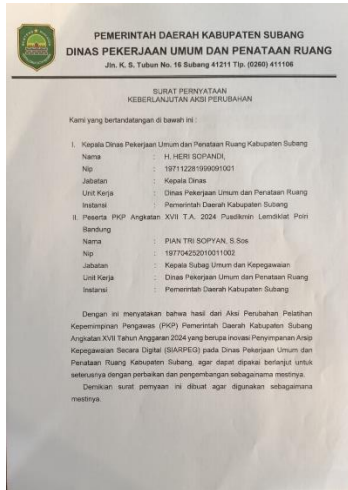 PEMERINTAH DAERAH KABUPATEN SUBANG
DINAS PEKERJAAN UMUM DAN PENATAAN RUANG
Jln. K. S. Tubun No. 16 Subang 41211 Tlp. (0260) 411106
SURAT PERNYATAAN
KEBERLANJUTAN AKSI PERUBAHAN
Kami yang bertandatangan di bawah ini :
I. Kepala Dinas Pekerjaan Umum dan Penataan Ruang Kabupaten Subang
Nama : H. HERI SOPANDI,
Nip : 197112281999091001
Jabatan : Kepala Dinas
Unit Kerja : Dinas Pekerjaan Umum dan Penataan Ruang
Instansi : Pemerintah Daerah Kabupaten Subang
II. Peserta PKP Angkatan XVII T.A. 2024 Pusdikmin Lemdiklat Polri
Bandung
Nama : PIAN TRI SOPYAN, S.Sos
Nip : 197704252010011002
Jabatan : Kepala Subag Umum dan Kepegawaian
Unit Kerja : Dinas Pekerjaan Umum dan Penataan Ruang
Instansi : Pemerintah Daerah Kabupaten Subang
Dengan ini menyatakan bahwa hasil dari Aksi Perubahan Pelatihan
Kepemimpinan Pengawas (PKP) Pemerintah Daerah Kabupaten Subang
Angkatan XVII Tahun Anggaran 2024 yang berupa inovasi Penyimpanan Arsip
Kepegawaian Secara Digital (SIARPEG) pada Dinas Pekerjaan Umum dan
Penataan Ruang Kabupaten Subang, agar dapat dipakai berlanjut untuk
seterusnya dengan perbaikan dan pengembangan sebagainama mestinya.
Demikian surat pernyaan ini dibuat agar digunakan sebagaimana
mestinya.